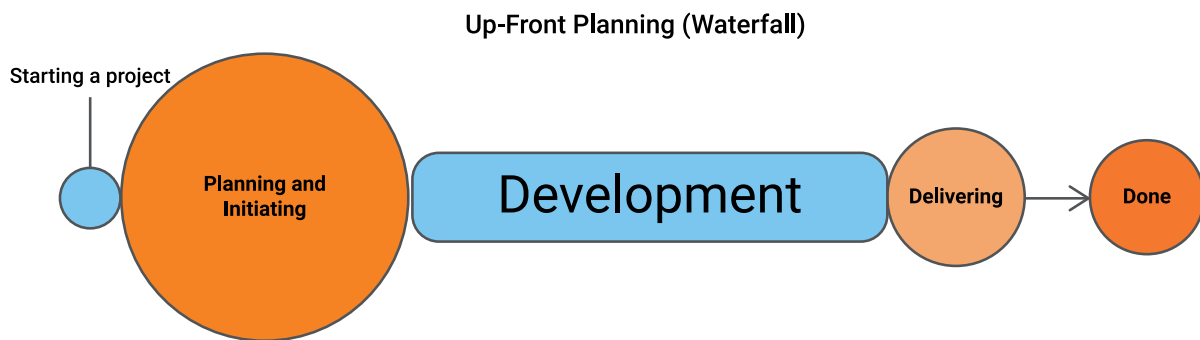 Up-Front Planning (Waterfall)
Starting a project
Planning and
Initiating
Development
Delivering
Done